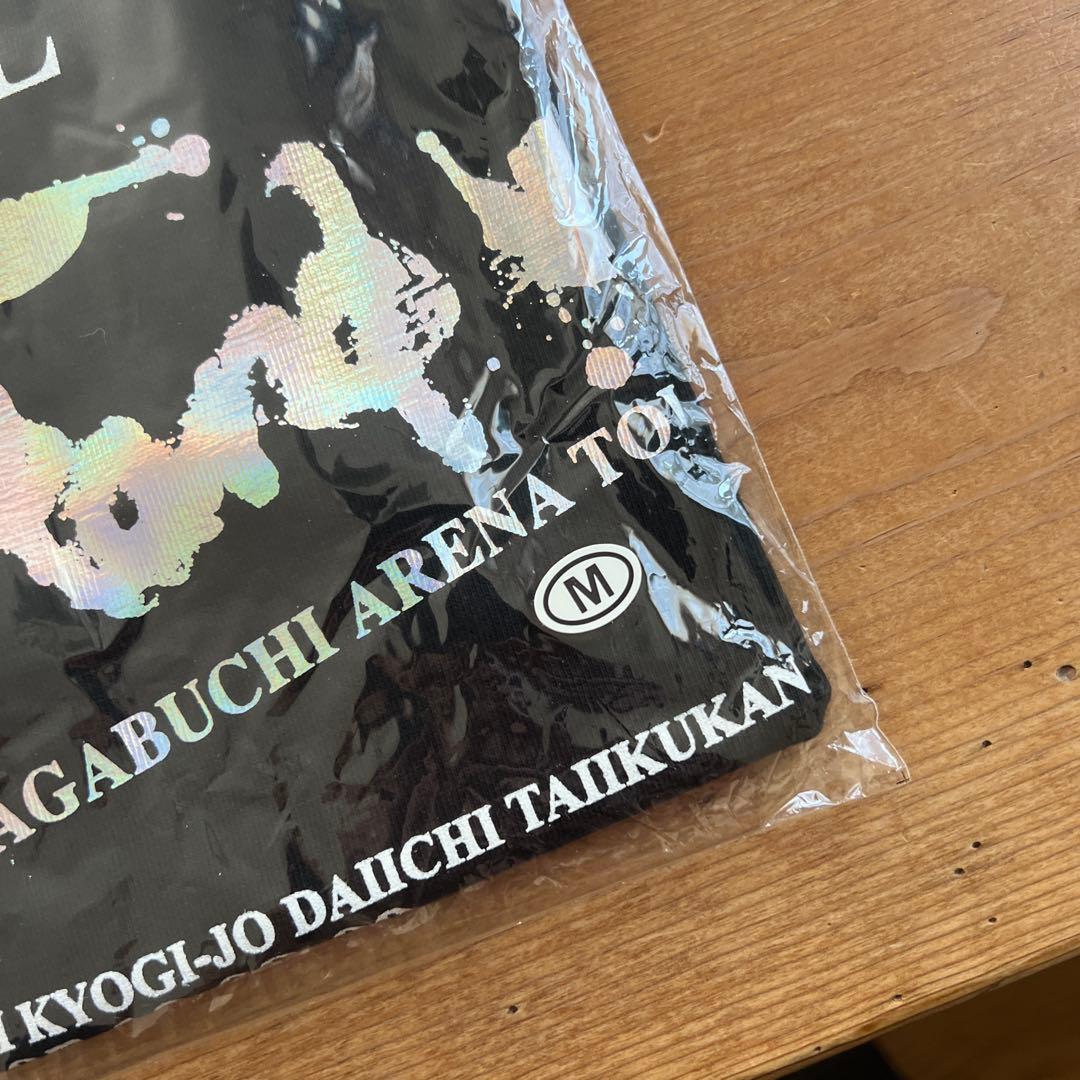 L
AGABUCHI ARENA TO
M
KYOGI-JO DAIICHI TAIIKUKAN